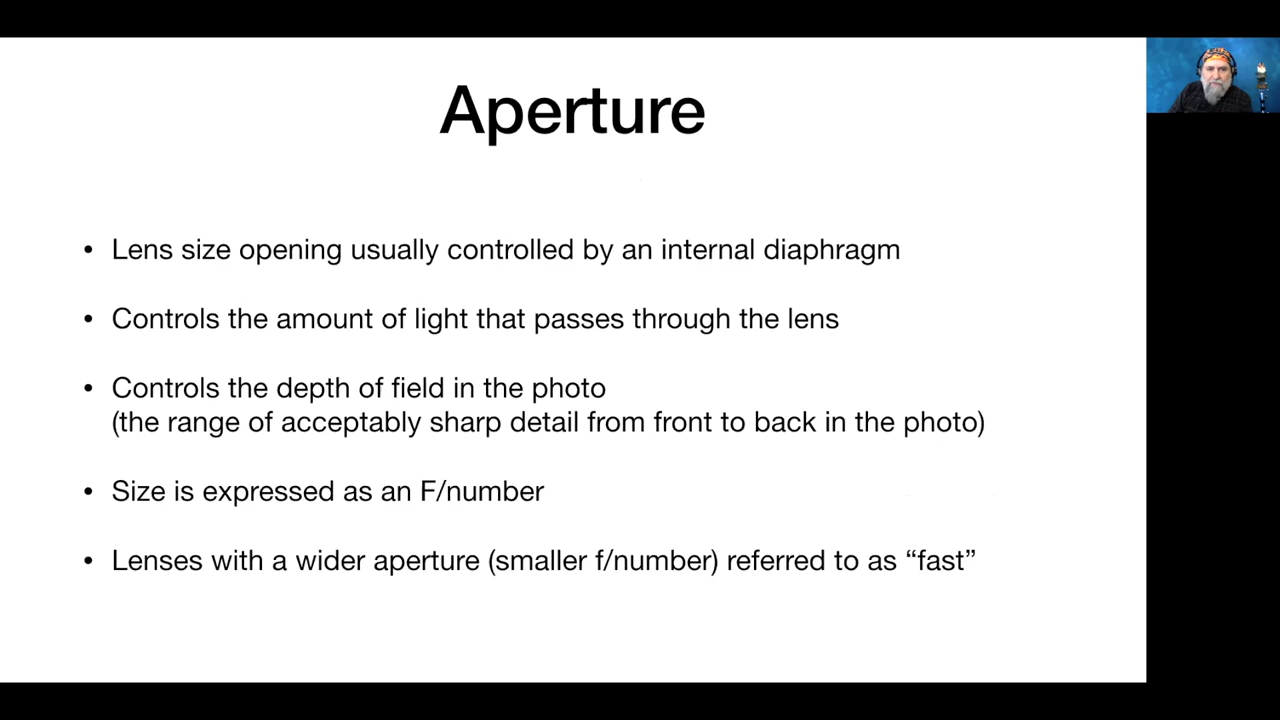 Aperture
• Lens size opening usually controlled by an internal diaphragm
• Controls the amount of light that passes through the lens
• Controls the depth of field in the photo
(the range of acceptably sharp detail from front to back in the photo)
• Size is expressed as an F/number
• Lenses with a wider aperture (smaller f/number) referred to as “fast”